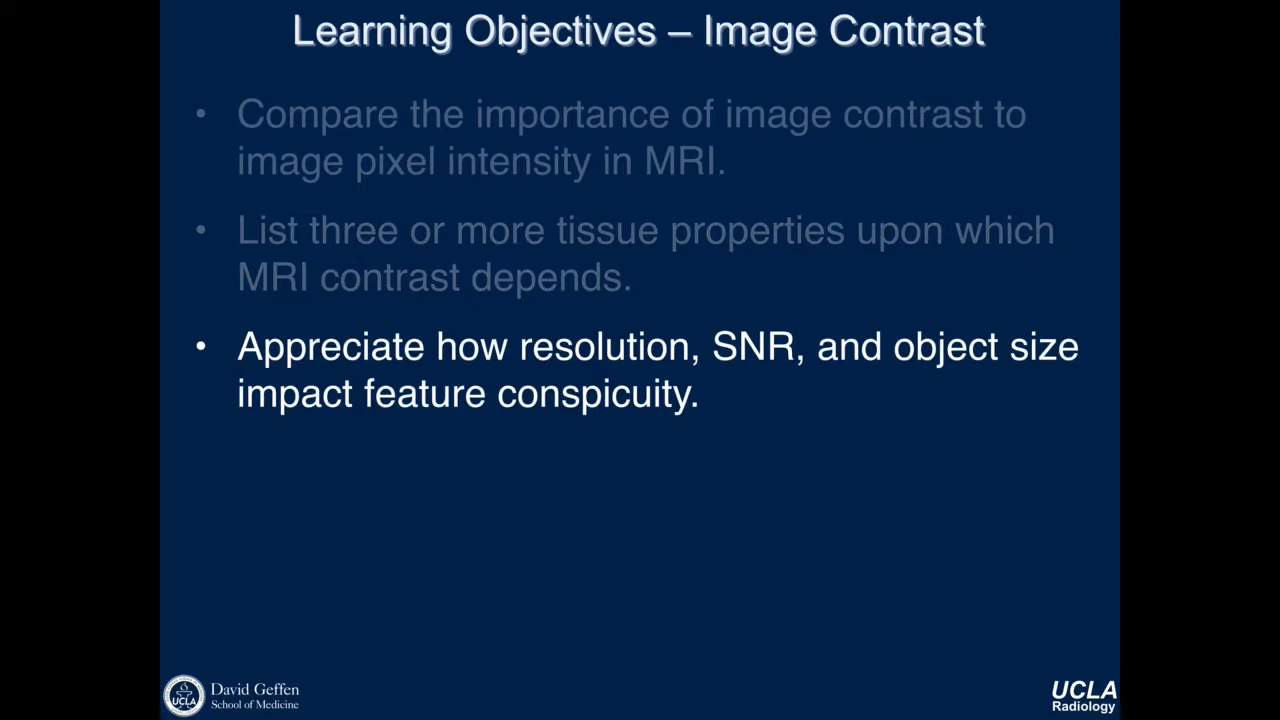 Learning Objectives – Image Contrast
• Compare the importance of image contrast to
image pixel intensity in MRI.
• List three or more tissue properties upon which
MRI contrast depends.
• Appreciate how resolution, SNR, and object size
impact feature conspicuity.
UCLA
David Geffen
School of Medicine
UCLA
Radiology